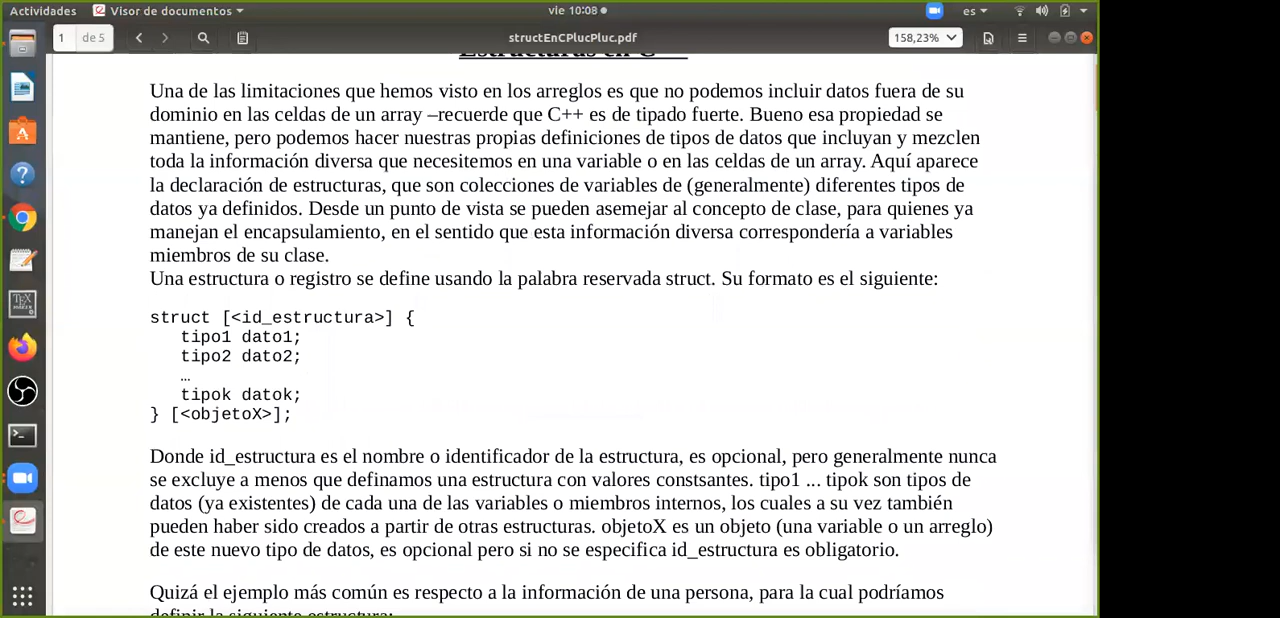 Actividades Visor de documentos vie 10:08 es
1 de 5 structEnCPlucPluc.pdf 158,23%
Estructuras en C
Una de las limitaciones que hemos visto en los arreglos es que no podemos incluir datos fuera de su
dominio en las celdas de un array –recuerde que C++ es de tipado fuerte. Bueno esa propiedad se
mantiene, pero podemos hacer nuestras propias definiciones de tipos de datos que incluyan y mezclen
toda la información diversa que necesitemos en una variable o en las celdas de un array. Aquí aparece
la declaración de estructuras, que son colecciones de variables de (generalmente) diferentes tipos de
datos ya definidos. Desde un punto de vista se pueden asemejar al concepto de clase, para quienes ya
manejan el encapsulamiento, en el sentido que esta información diversa correspondería a variables
miembros de su clase.
Una estructura o registro se define usando la palabra reservada struct. Su formato es el siguiente:
struct [<id_estructura>] {
tipo1 dato1;
tipo2 dato2;
…
tipok datok;
} [<objetoX>];
Donde id_estructura es el nombre o identificador de la estructura, es opcional, pero generalmente nunca
se excluye a menos que definamos una estructura con valores constsantes. tipo1 ... tipok son tipos de
datos (ya existentes) de cada una de las variables o miembros internos, los cuales a su vez también
pueden haber sido creados a partir de otras estructuras. objetoX es un objeto (una variable o un arreglo)
de este nuevo tipo de datos, es opcional pero si no se especifica id_estructura es obligatorio.
Quizá el ejemplo más común es respecto a la información de una persona, para la cual podríamos
definir la siguiente estructura: